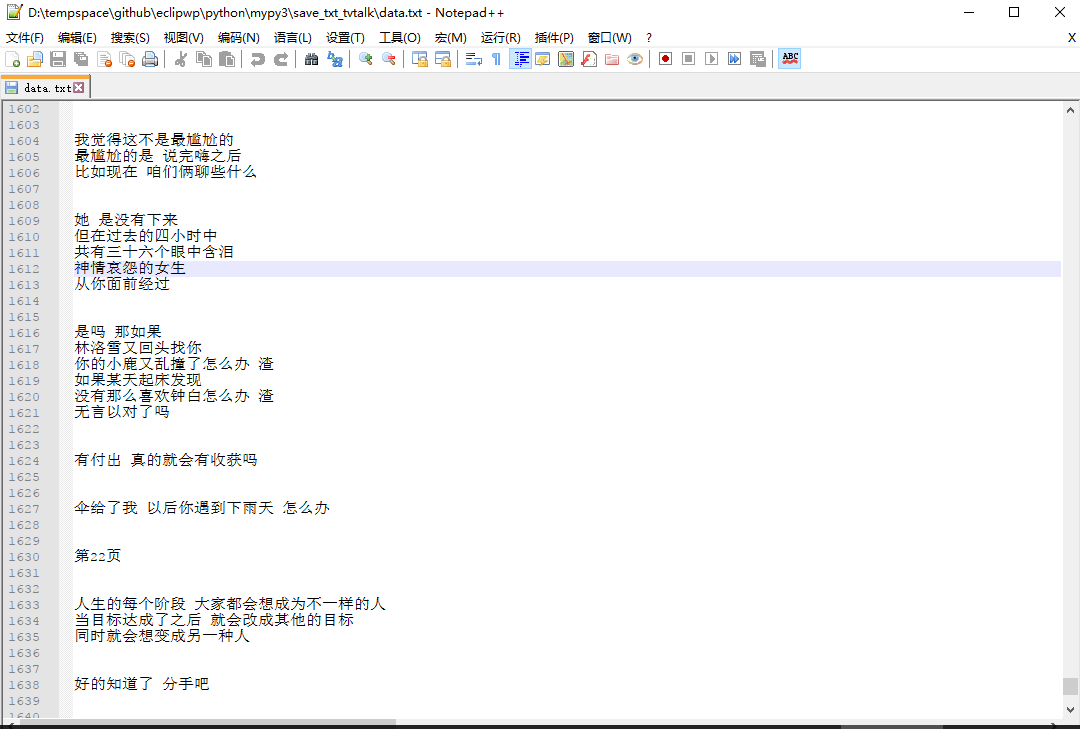 D:\tempspace\github\eclipwp\python\mypy3\save_txt_tvtalk\data.txt - Notepad++
文件(F) 编辑(E) 搜索(S) 视图(V) 编码(N) 语言(L) 设置(T) 工具(O) 宏(M) 运行(R) 插件(P) 窗口(W) ? X
ABC
data.txt
1602
1603
1604 我觉得这不是最尴尬的
1605 最尴尬的是 说完嗨之后
1606 比如现在 咱们俩聊些什么
1607
1608
1609 她 是没有下来
1610 但在过去的四小时中
1611 共有三十六个眼中含泪
1612 神情哀怨的女生
1613 从你面前经过
1614
1615
1616 是吗 那如果
1617 林洛雪又回头找你
1618 你的小鹿又乱撞了怎么办 渣
1619 如果某天起床发现
1620 没有那么喜欢钟白怎么办 渣
1621 无言以对了吗
1622
1623
1624 有付出 真的就会有收获吗
1625
1626
1627 伞给了我 以后你遇到下雨天 怎么办
1628
1629
1630 第22页
1631
1632
1633 人生的每个阶段 大家都会想成为不一样的人
1634 当目标达成了之后 就会改成其他的目标
1635 同时就会想变成另一种人
1636
1637
1638 好的知道了 分手吧
1639
1640